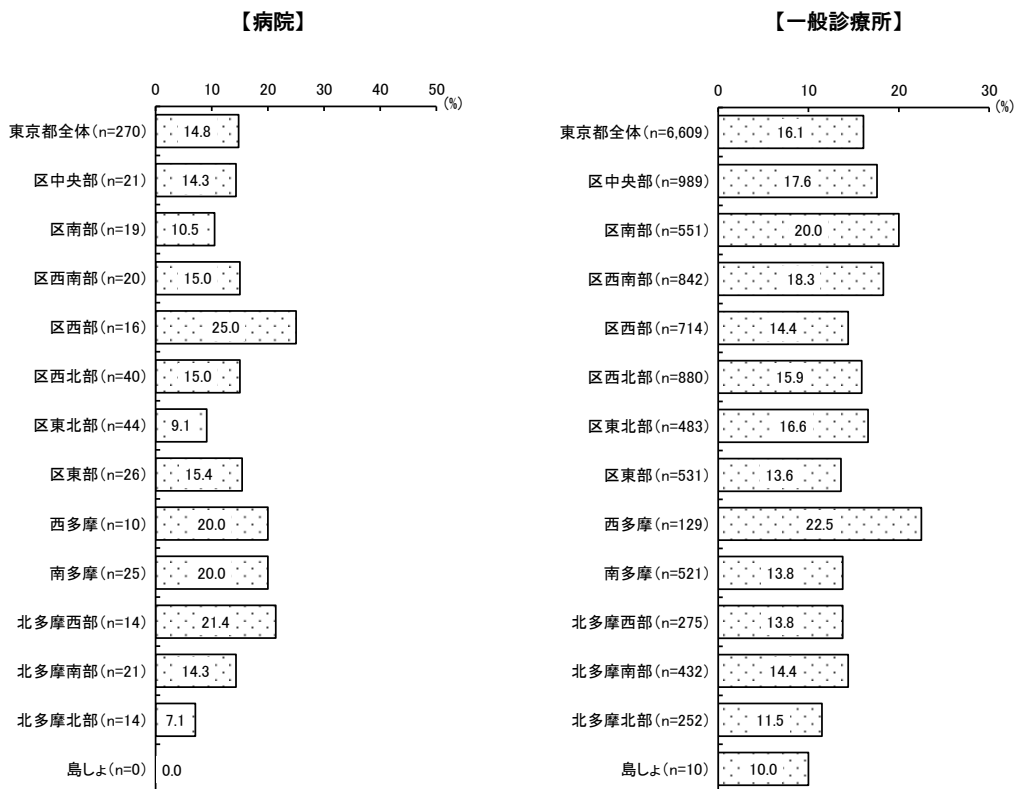 【病院】
0 10 20 30 40 50
(%)
東京都全体(n=270) 14.8
区中央部(n=21) 14.3
区南部(n=19) 10.5
区西南部(n=20) 15.0
区西部(n=16) 25.0
区西北部(n=40) 15.0
区東北部(n=44) 9.1
区東部(n=26) 15.4
西多摩(n=10) 20.0
南多摩(n=25) 20.0
北多摩西部(n=14) 21.4
北多摩南部(n=21) 14.3
北多摩北部(n=14) 7.1
島しょ(n=0) 0.0
【一般診療所】
0 10 20 30
(%)
東京都全体(n=6,609) 16.1
区中央部(n=989) 17.6
区南部(n=551) 20.0
区西南部(n=842) 18.3
区西部(n=714) 14.4
区西北部(n=880) 15.9
区東北部(n=483) 16.6
区東部(n=531) 13.6
西多摩(n=129) 22.5
南多摩(n=521) 13.8
北多摩西部(n=275) 13.8
北多摩南部(n=432) 14.4
北多摩北部(n=252) 11.5
島しょ(n=10) 10.0